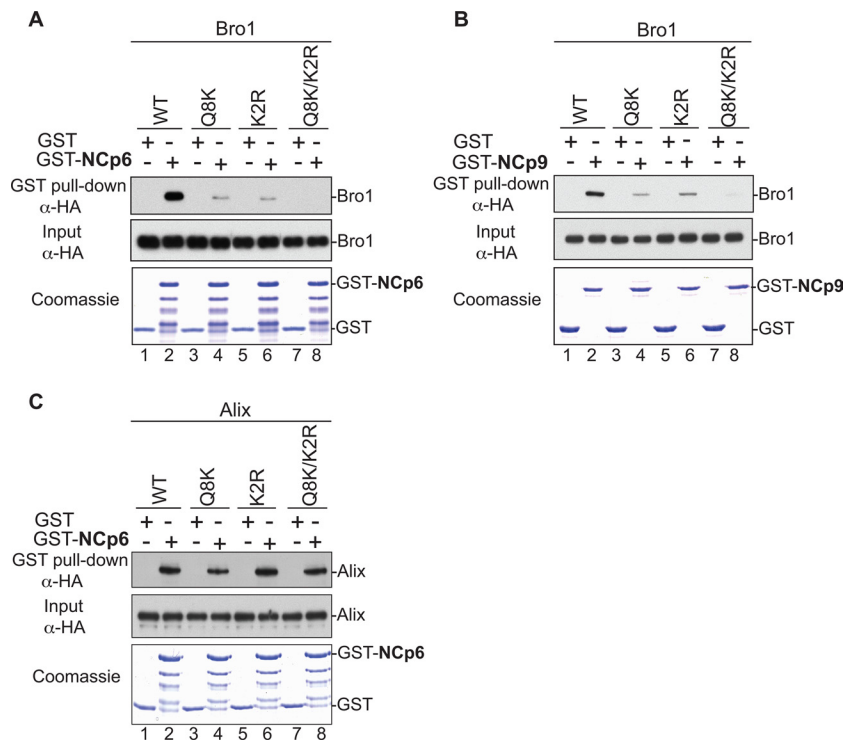 A
Bro1
WT
Q8K
K2R
Q8K/K2R
GST + - + - + - + -
GST-NCp6 - + - + - + - +
GST pull-down
α-HA
-Bro1
Input
α-HA
-Bro1
Coomassie
-GST-NCp6
-GST
1 2 3 4 5 6 7 8
B
Bro1
WT
Q8K
K2R
Q8K/K2R
GST + - + - + - + -
GST-NCp9 - + - + - + - +
GST pull-down
α-HA
-Bro1
Input
α-HA
-Bro1
Coomassie
-GST-NCp9
-GST
1 2 3 4 5 6 7 8
C
Alix
WT
Q8K
K2R
Q8K/K2R
GST + - + - + - + -
GST-NCp6 - + - + - + - +
GST pull-down
α-HA
-Alix
Input
α-HA
-Alix
Coomassie
-GST-NCp6
-GST
1 2 3 4 5 6 7 8